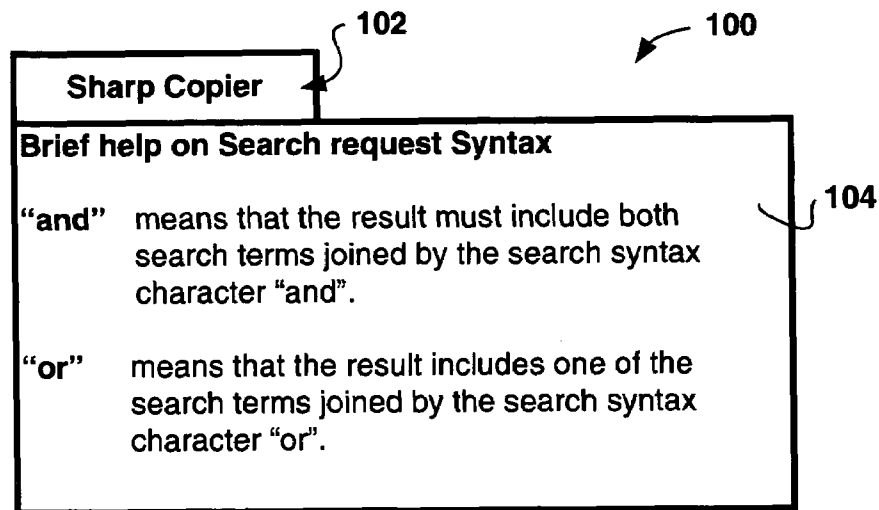 102
100
Sharp Copier
Brief help on Search request Syntax
104
“and” means that the result must include both
search terms joined by the search syntax
character “and”.
“or” means that the result includes one of the
search terms joined by the search syntax
character “or”.